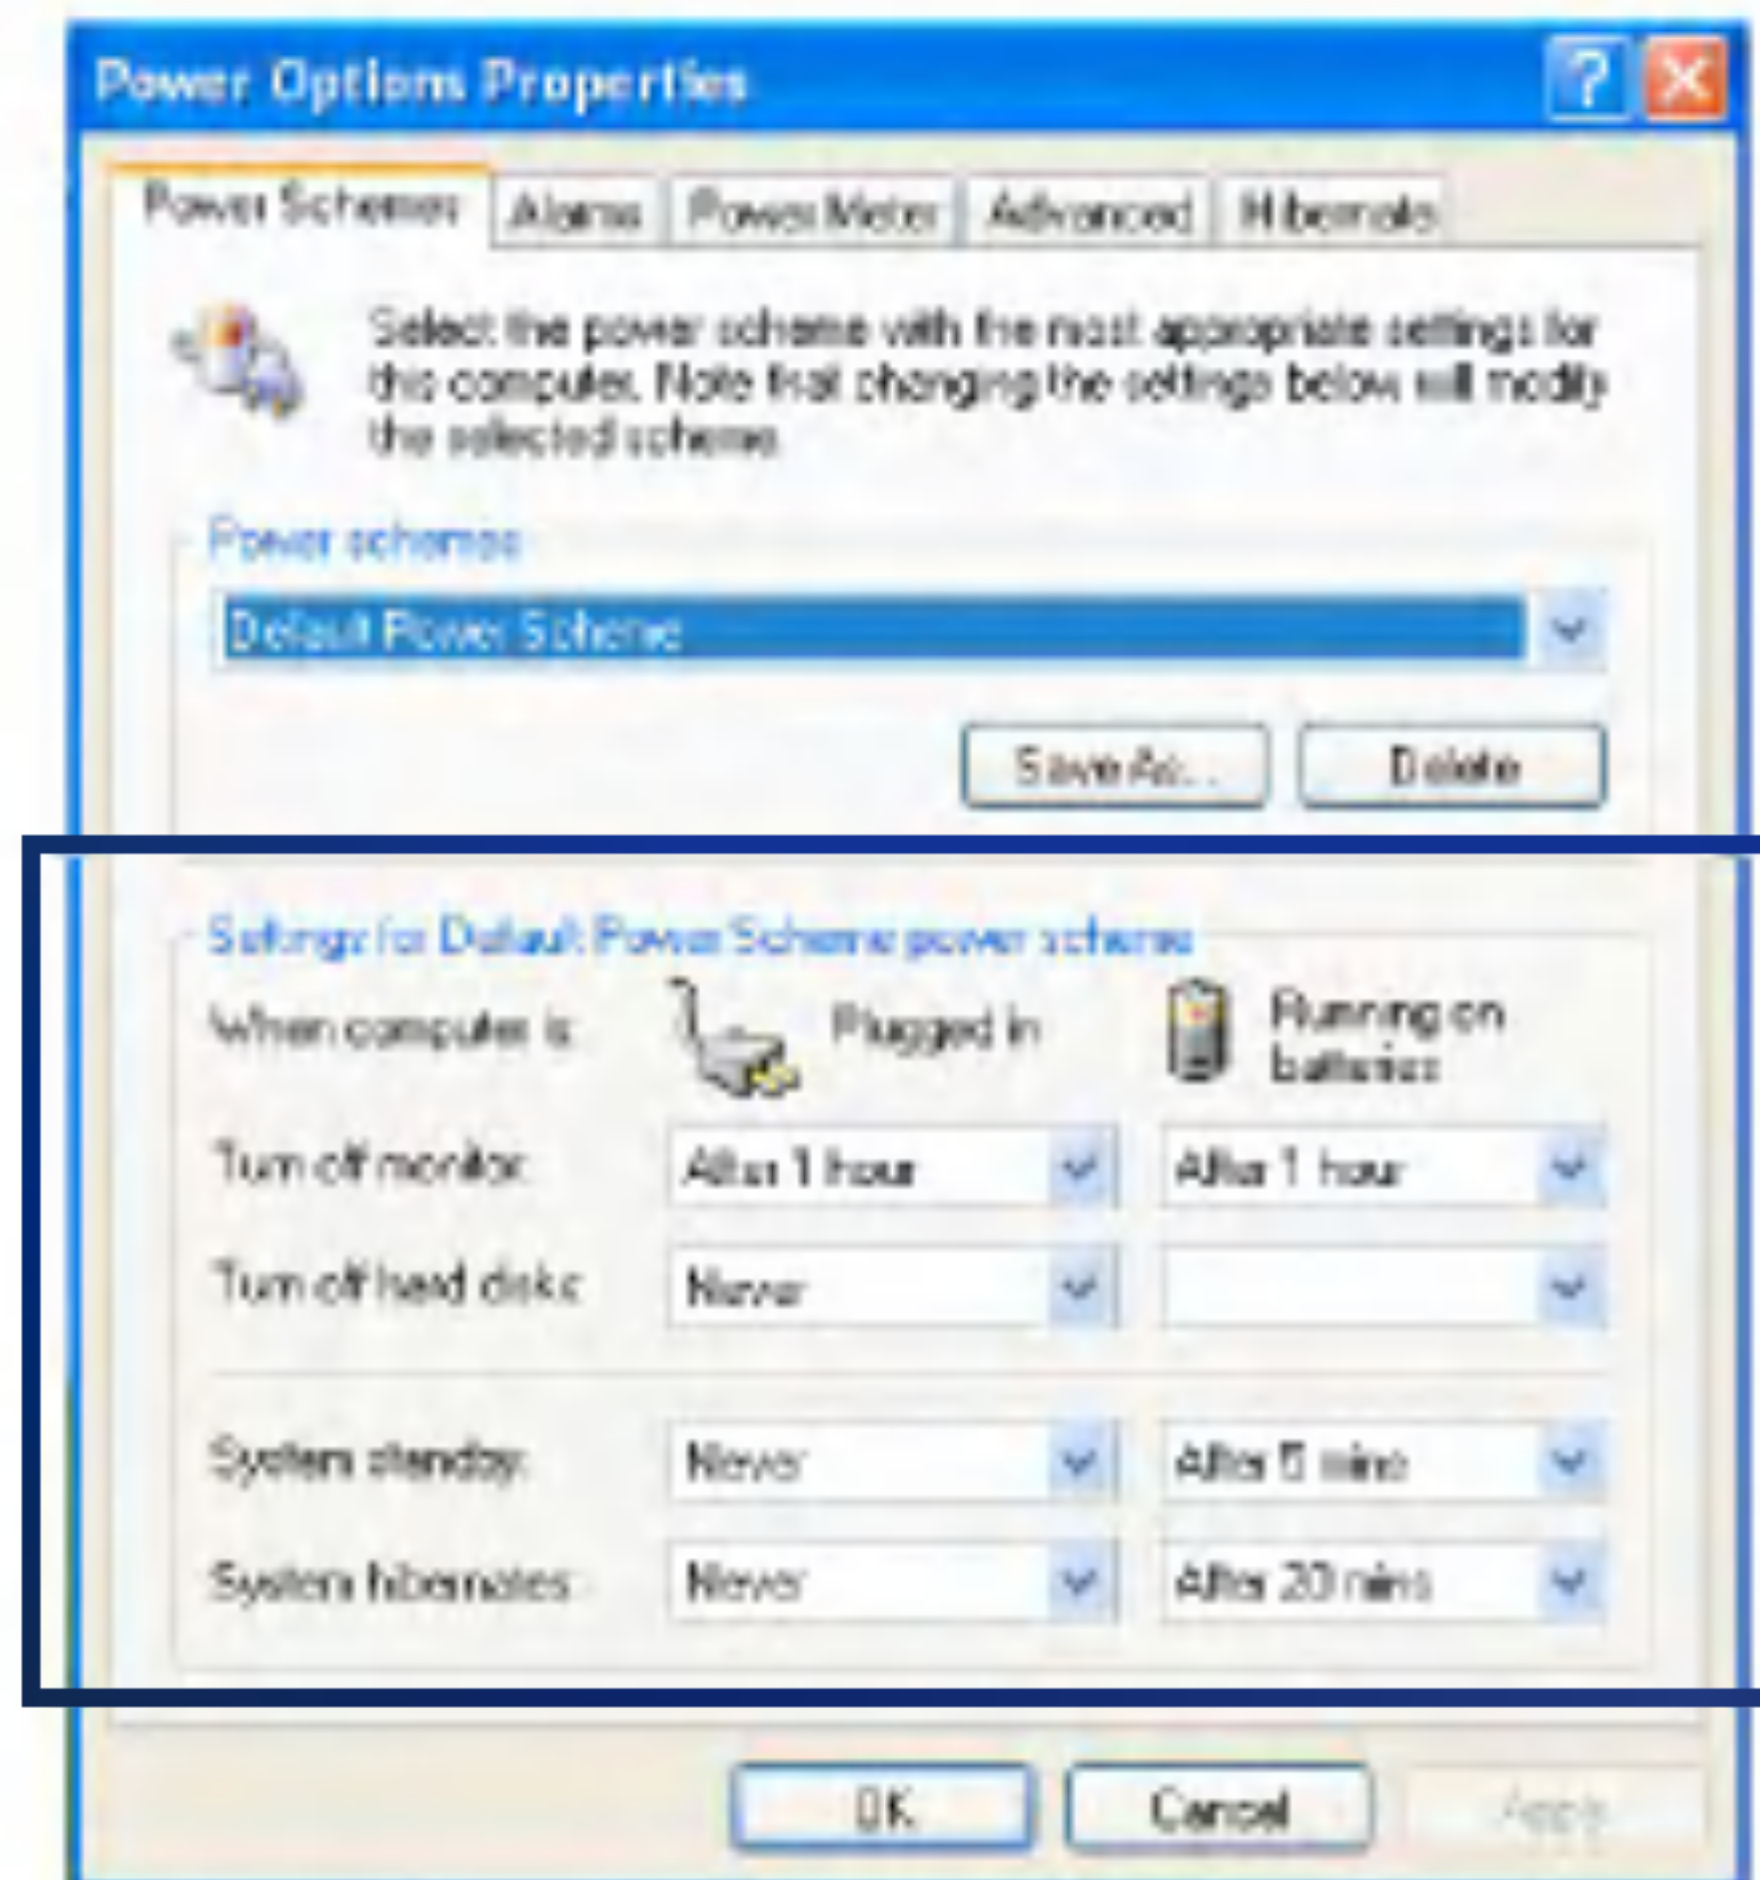 Power Options Properties
Power Schemes Alarms Power Meter Advanced Hibernate
Select the power scheme with the most appropriate settings for
this computer. Note that changing the settings below will modify
the selected scheme.
Power schemes
Default Power Scheme
Save As... Delete
Settings for Default Power Scheme power scheme
When computer is: Plugged in Running on
batteries
Turn off monitor: After 1 hour After 1 hour
Turn off hard disks: Never
System standby: Never After 5 mins
System hibernates: Never After 20 mins
OK Cancel Apply